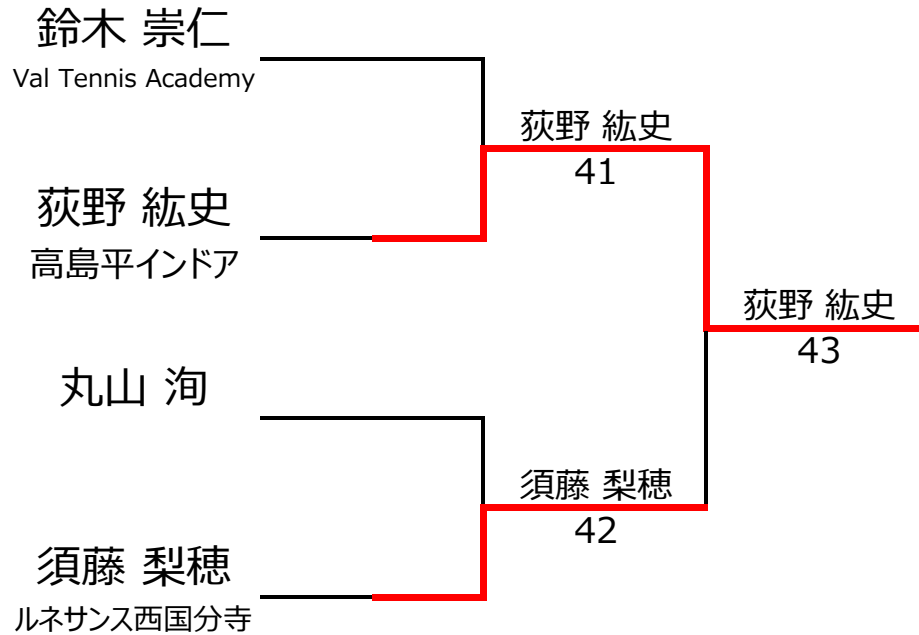 鈴木 崇仁
Val Tennis Academy
荻野 紘史
41
荻野 紘史
高島平インドア
荻野 紘史
43
丸山 洵
須藤 梨穂
42
須藤 梨穂
ルネサンス西国分寺